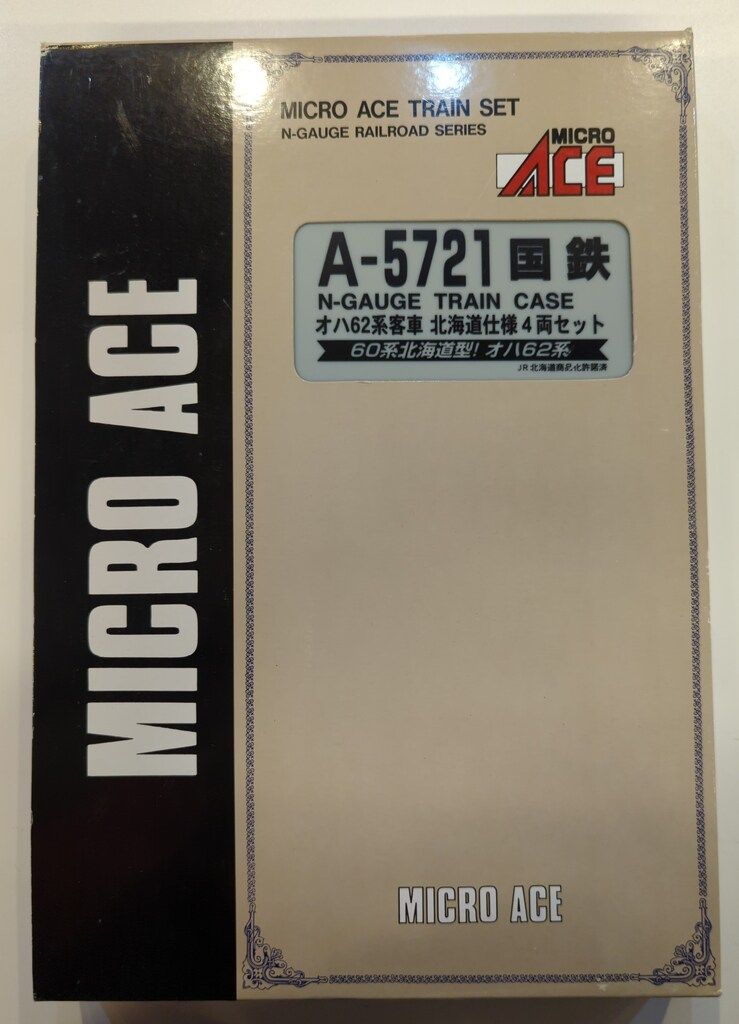 MICRO ACE
MICRO ACE TRAIN SET
N-GAUGE RAILROAD SERIES
MICRO
ACE
A-5721 国鉄
N-GAUGE TRAIN CASE
オハ62系客車 北海道仕様4両セット
60系北海道型! オハ62系
JR北海道商品化許諾済
MICRO ACE